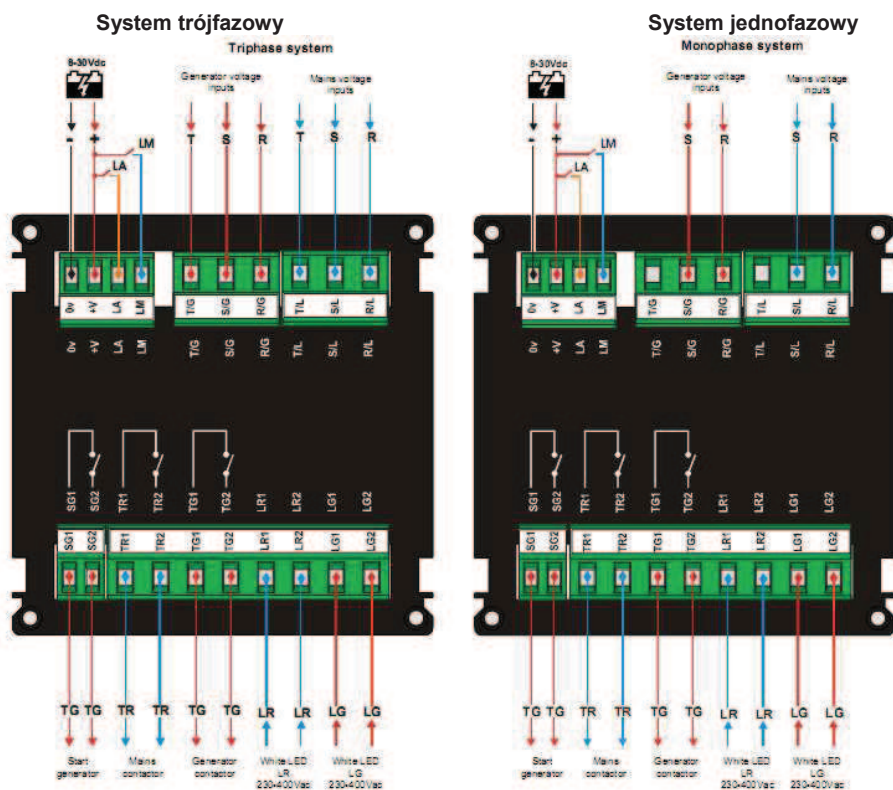 System trójfazowy
Triphase system
8-30Vdc
Generator voltage
inputs
Mains voltage
inputs
- + T S R T S R
LM
LA
0v +V LA LM T/G S/G R/G T/L S/L R/L
0v +V LA LM T/G S/G R/G T/L S/L R/L
SG1 SG2 TR1 TR2 TG1 TG2 LR1 LR2 LG1 LG2
SG1 SG2 TR1 TR2 TG1 TG2 LR1 LR2 LG1 LG2
TG TG TR TR TG TG LR LR LG LG
Start
generator
Mains
contactor
Generator
contactor
White LED
LR
230÷400Vac
White LED
LG
230÷400Vac
System jednofazowy
Monophase system
8-30Vdc
Generator voltage
inputs
Mains voltage
inputs
- + S R S R
LM
LA
0v +V LA LM T/G S/G R/G T/L S/L R/L
0v +V LA LM T/G S/G R/G T/L S/L R/L
SG1 SG2 TR1 TR2 TG1 TG2 LR1 LR2 LG1 LG2
SG1 SG2 TR1 TR2 TG1 TG2 LR1 LR2 LG1 LG2
TG TG TR TR TG TG LR LR LG LG
Start
generator
Mains
contactor
Generator
contactor
White LED
LR
230÷400Vac
White LED
LG
230÷400Vac